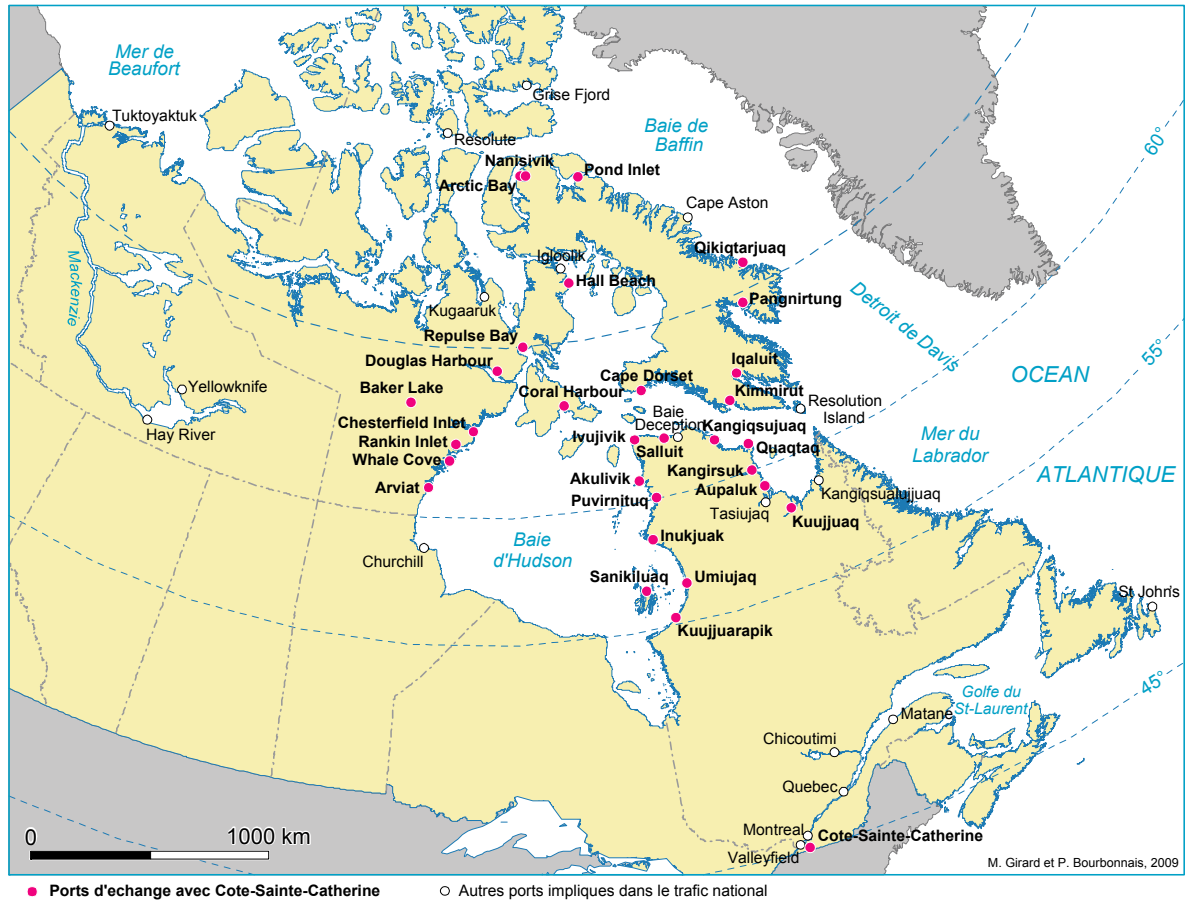 Mer de
Beaufort
Grise Fjord
Tuktoyaktuk
Baie de
Baffin
Resolute
60°
Nanisivik
Pond Inlet
Arctic Bay
Cape Aston
Qikiqtarjuaq
Mackenzie
Igloolik
Hall Beach
Pangnirtung
Detroit de Davis
Kugaaruk
Repulse Bay
55°
Douglas Harbour
Iqaluit
OCEAN
Yellowknife
Baker Lake
Cape Dorset
Coral Harbour
Kimmirut
Resolution
Island
Hay River
Chesterfield Inlet
Baie
Deception
Kangiqsujuaq
Rankin Inlet
Ivujivik
Salluit
Quaqtaq
Mer du
Labrador
Whale Cove
Kangirsuk
ATLANTIQUE
Arviat
Akulivik
Aupaluk
Kangiqsualujjuaq
Puvirnituq
Tasiujaq
Kuujjuaq
Baie
d'Hudson
Inukjuak
Churchill
Sanikiluaq
Umiujaq
St John's
Kuujjuarapik
45°
Golfe du
St-Laurent
Matane
Chicoutimi
Quebec
0 1000 km
Montreal
Cote-Sainte-Catherine
Valleyfield
M. Girard et P. Bourbonnais, 2009
Ports d'echange avec Cote-Sainte-Catherine
Autres ports impliques dans le trafic national